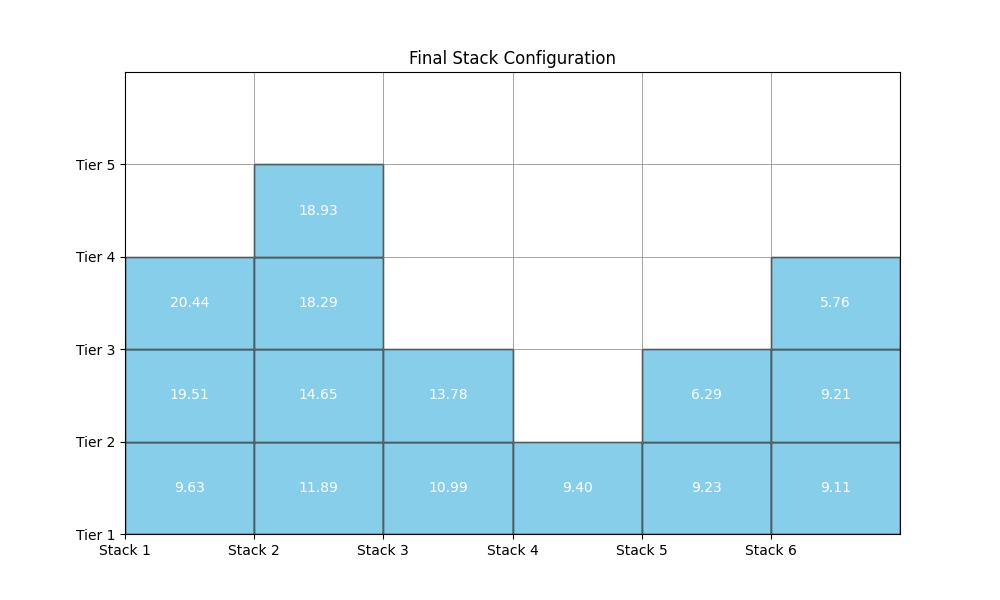 Final Stack Configuration
Tier 5
18.93
Tier 4
20.44 18.29 5.76
Tier 3
19.51 14.65 13.78 6.29 9.21
Tier 2
9.63 11.89 10.99 9.40 9.23 9.11
Tier 1
Stack 1 Stack 2 Stack 3 Stack 4 Stack 5 Stack 6